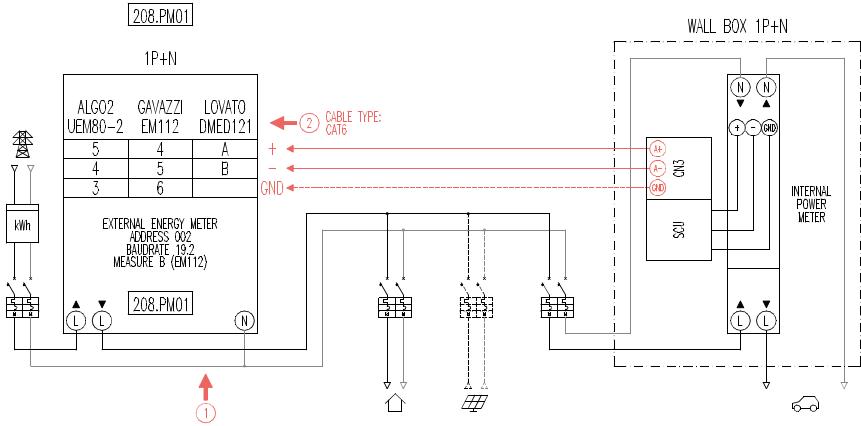 208.PM01
WALL BOX 1P+N
1P+N
ALGO2 GAVAZZI LOVATO
UEM80-2 EM112 DMED121
2 CABLE TYPE:
CAT6
5 4 A +
4 5 B -
3 6 GND
N N
+ - GND
A+
A-
GND
CN3
SCU
INTERNAL
POWER
METER
kWh
EXTERNAL ENERGY METER
ADDRESS 002
BAUDRATE 19.2
MEASURE B (EM112)
208.PM01
L L N
L L
1